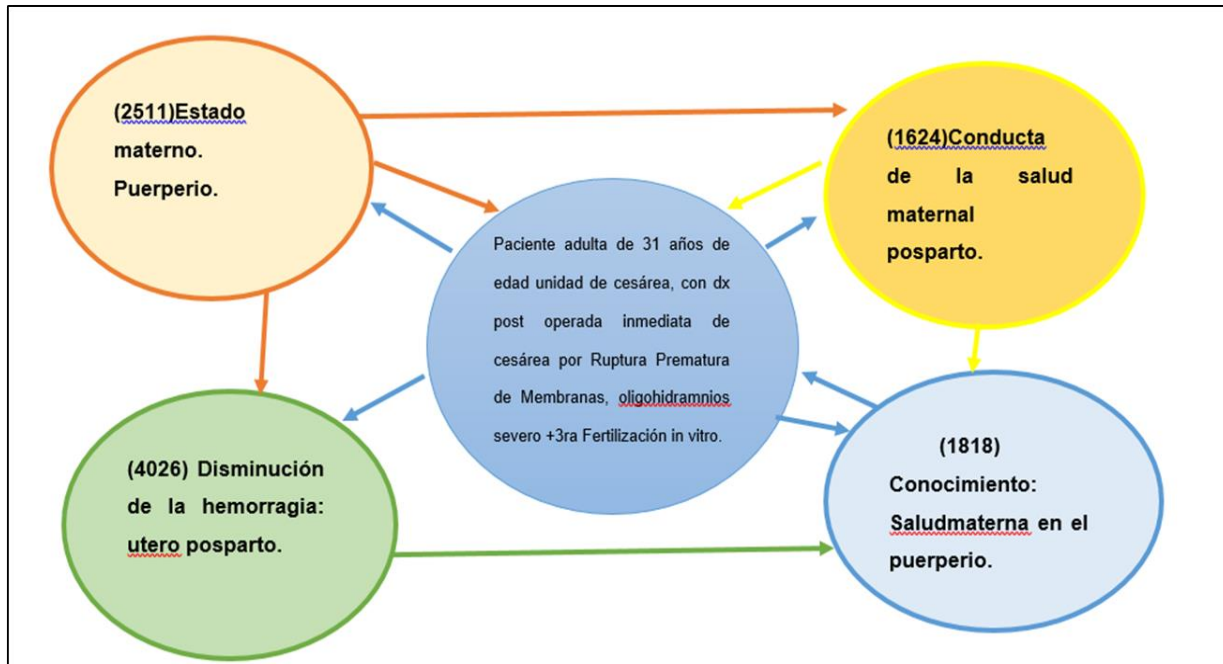 (2511)Estado
materno.
Puerperio.
(1624)Conducta
de la salud
maternal
posparto.
Paciente adulta de 31 años de
edad unidad de cesárea, con dx
post operada inmediata de
cesárea por Ruptura Prematura
de Membranas, oligohidramnios
severo +3ra Fertilización in vitro.
(4026) Disminución
de la hemorragia:
utero posparto.
(1818)
Conocimiento:
Saludmaterna en el
puerperio.